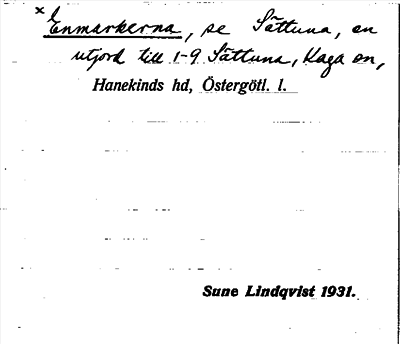 × Enmarkerna, se Sättuna, en
utjord till 1-9 Sättuna, Kaga sn,
Hanekinds hd, Östergötl. l.
Sune Lindqvist 1931.